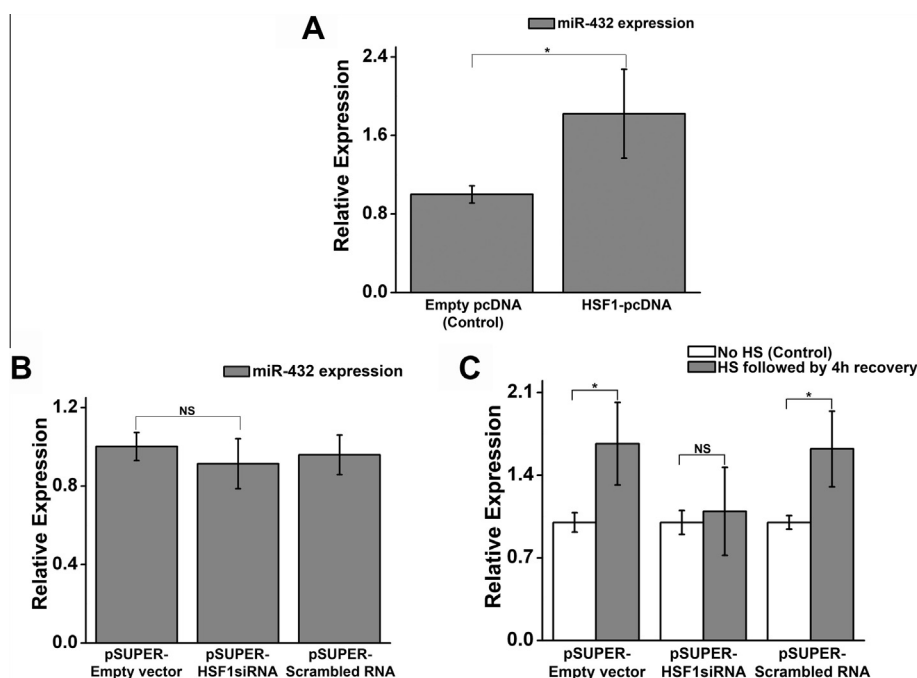 A
miR-432 expression
*
2.4
1.6
0.8
0.0
Relative Expression
Empty pcDNA
(Control)
HSF1-pcDNA
B
miR-432 expression
NS
1.2
0.8
0.4
0.0
Relative Expression
pSUPER-
Empty vector
pSUPER-
HSF1siRNA
pSUPER-
Scrambled RNA
C
No HS (Control)
HS followed by 4h recovery
*
NS
*
2.1
1.4
0.7
0.0
Relative Expression
pSUPER-
Empty vector
pSUPER-
HSF1siRNA
pSUPER-
Scrambled RNA